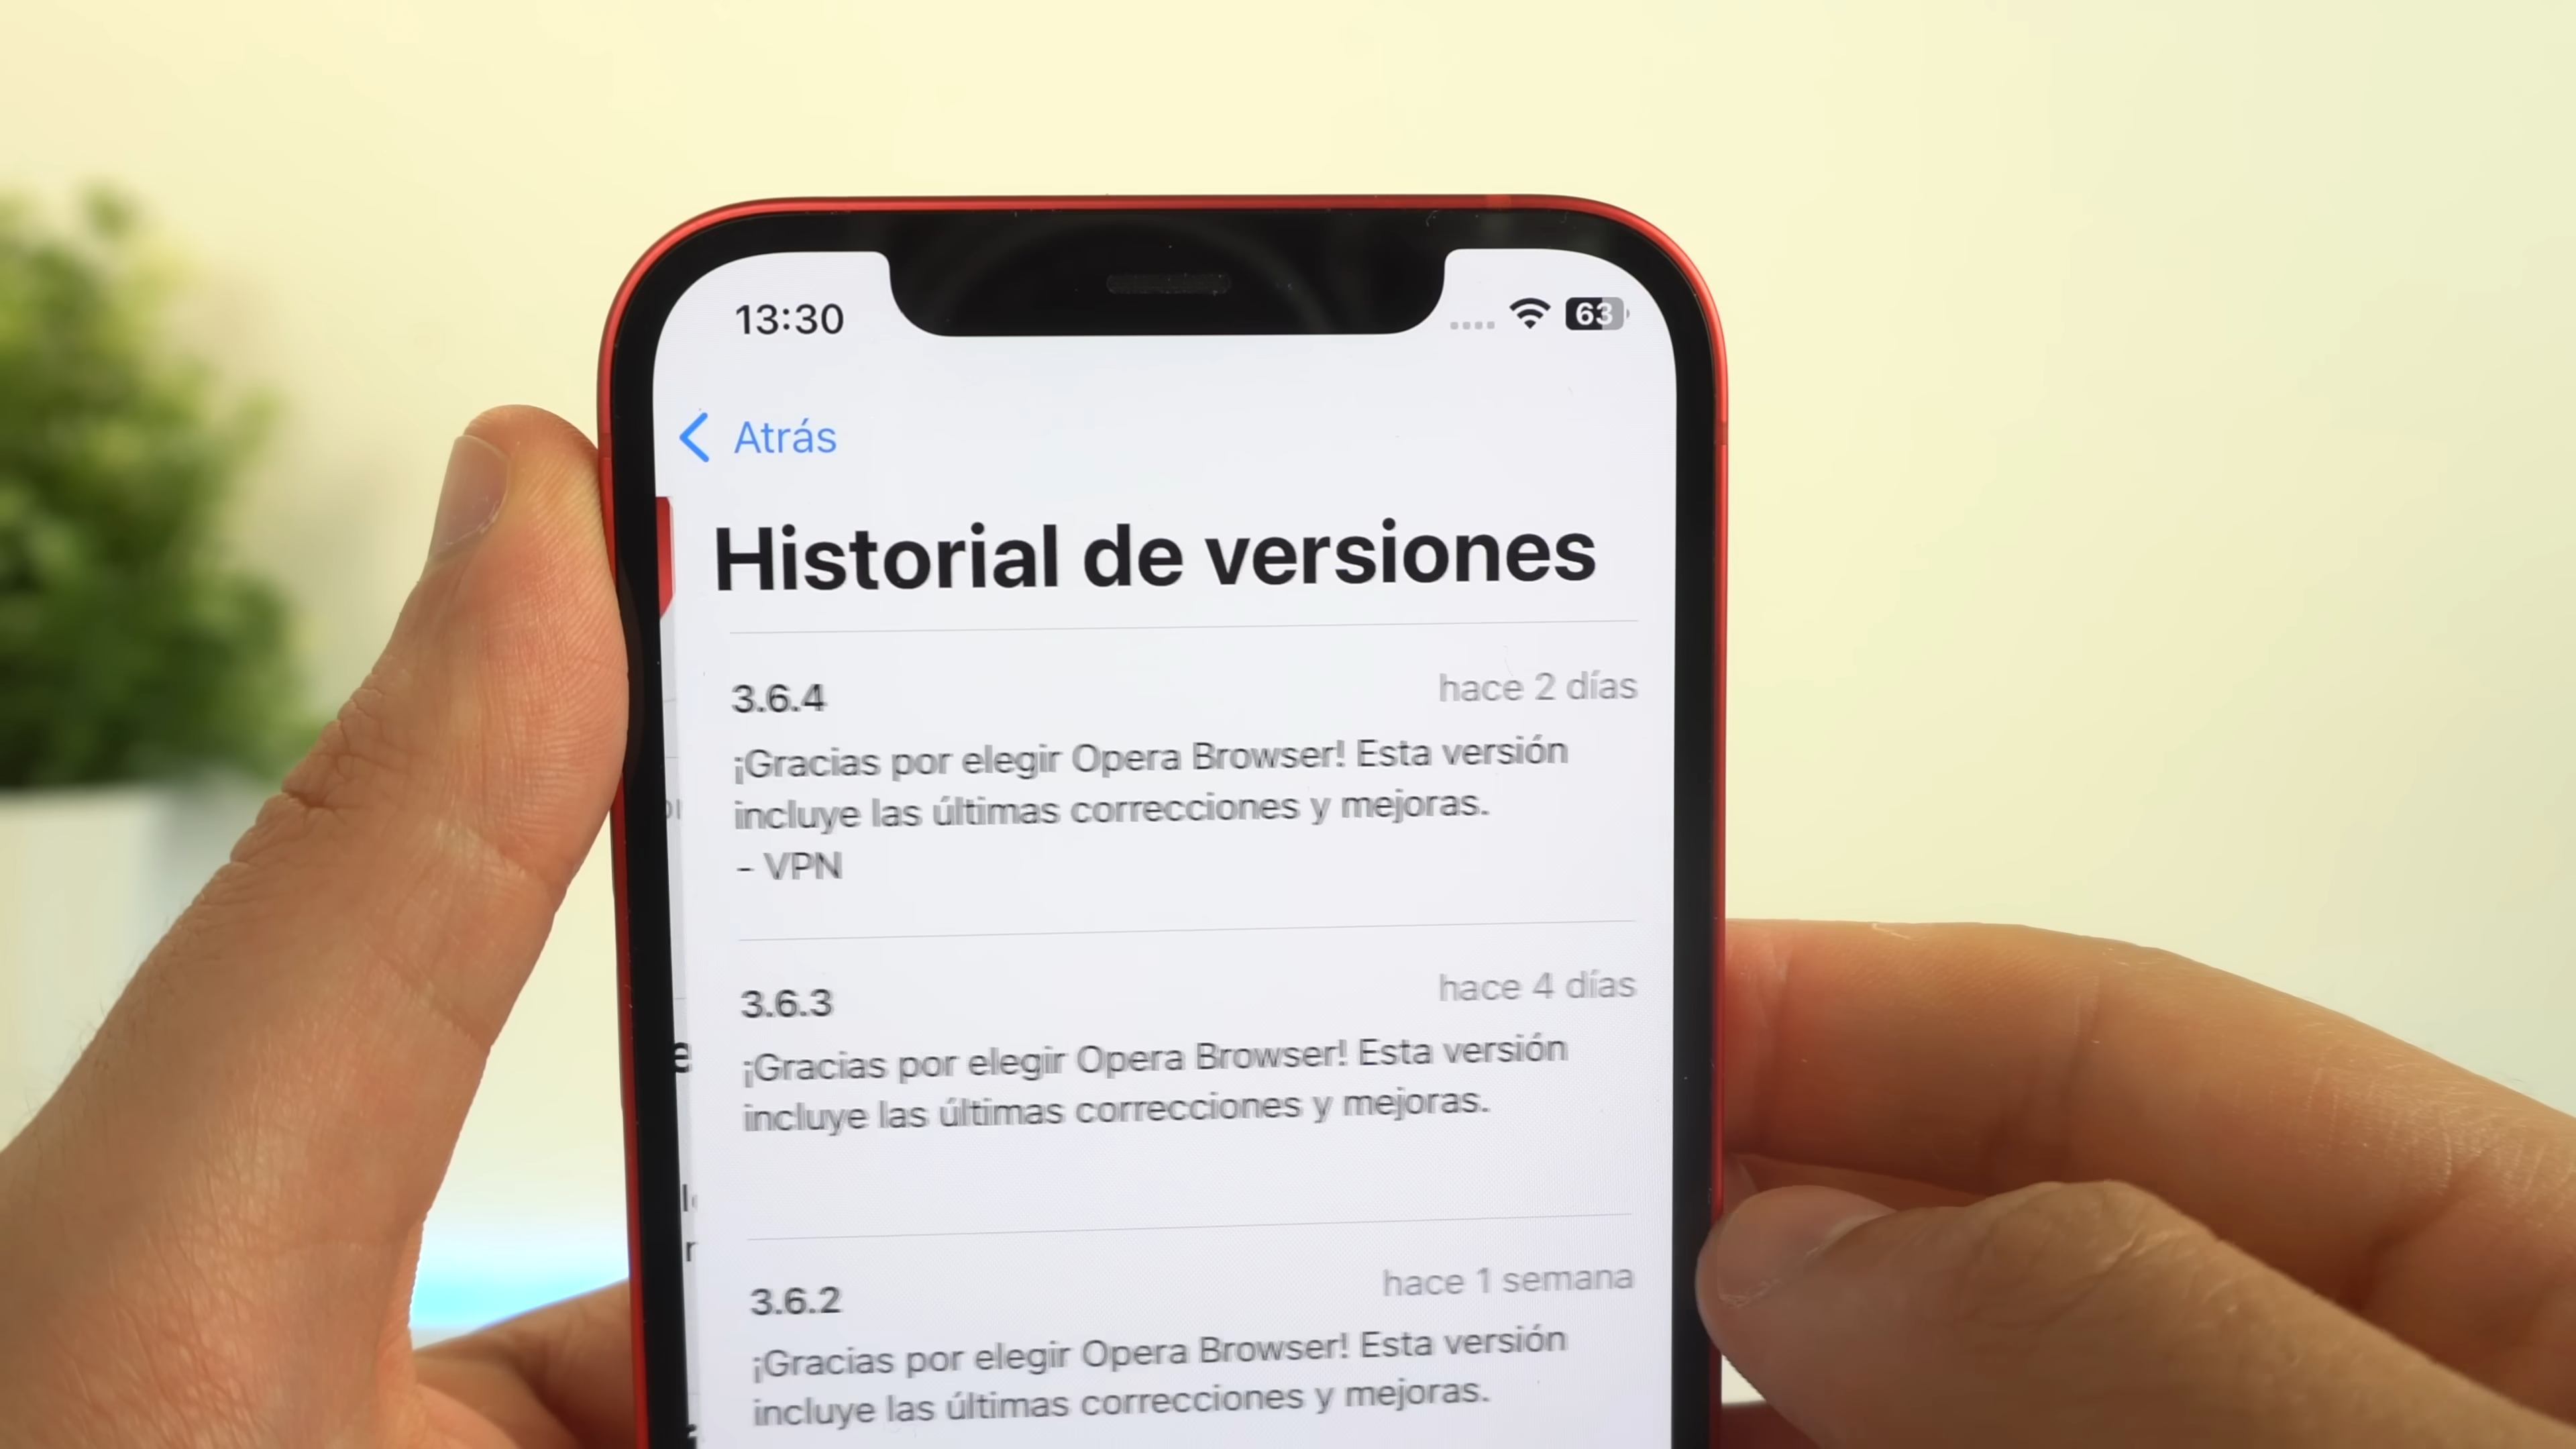 13:30
63
Atrás
Historial de versiones
3.6.4
hace 2 días
¡Gracias por elegir Opera Browser! Esta versión
incluye las últimas correcciones y mejoras.
- VPN
3.6.3
hace 4 días
¡Gracias por elegir Opera Browser! Esta versión
incluye las últimas correcciones y mejoras.
3.6.2
hace 1 semana
¡Gracias por elegir Opera Browser! Esta versión
incluye las últimas correcciones y mejoras.